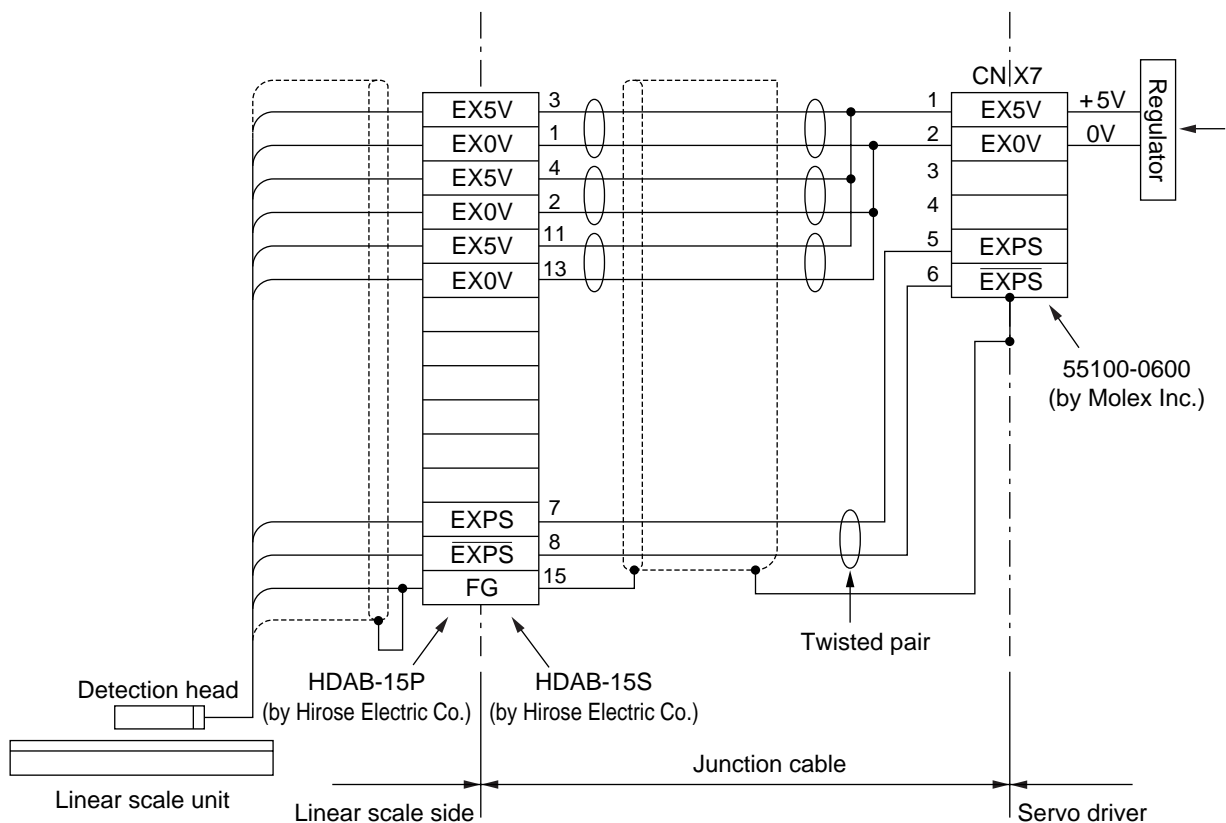 CN X7
EX5V 3 1 EX5V +5V
EX0V 1 2 EX0V 0V
Regulator
EX5V 4 3
EX0V 2 4
EX5V 11 5 EXPS
EX0V 13 6 EXPS
55100-0600
(by Molex Inc.)
EXPS 7
EXPS 8
FG 15
Twisted pair
HDAB-15P HDAB-15S
(by Hirose Electric Co.) (by Hirose Electric Co.)
Detection head
Linear scale unit
Junction cable
Linear scale side
Servo driver